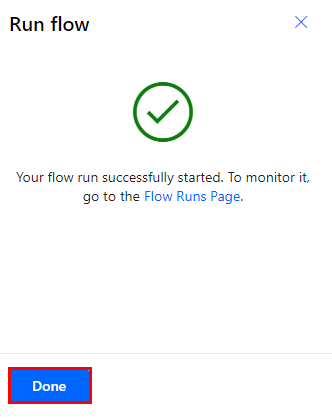 Run flow
Your flow run successfully started. To monitor it,
go to the Flow Runs Page.
Done